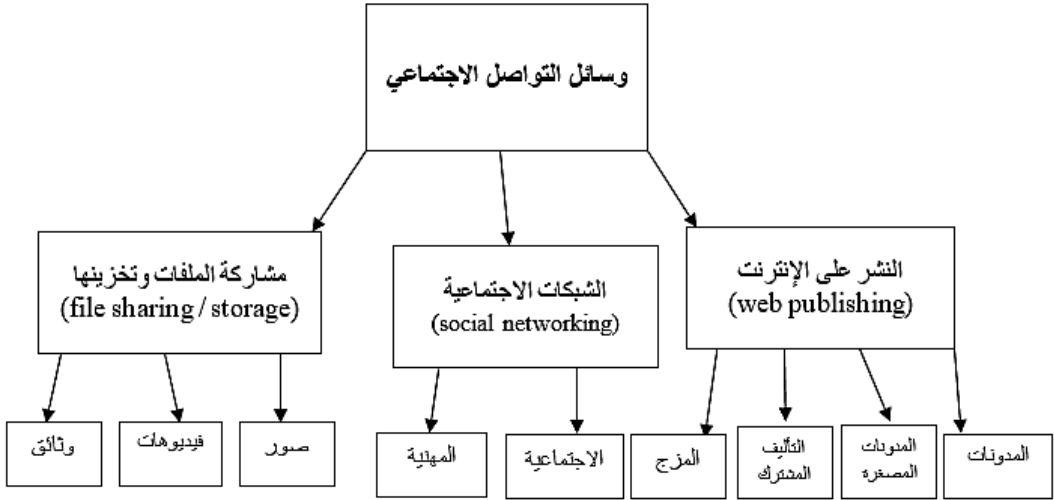 وسائل التواصل الاجتماعي
النشر على الإنترنت
(web publishing)
الشبكات الاجتماعية
(social networking)
مشاركة الملفات وتخزينها
(file sharing / storage)
المدونات
المدونات
المصغرة
التأليف
المشترك
المزج
الاجتماعية
المهنية
صور
فيديوهات
وثائق